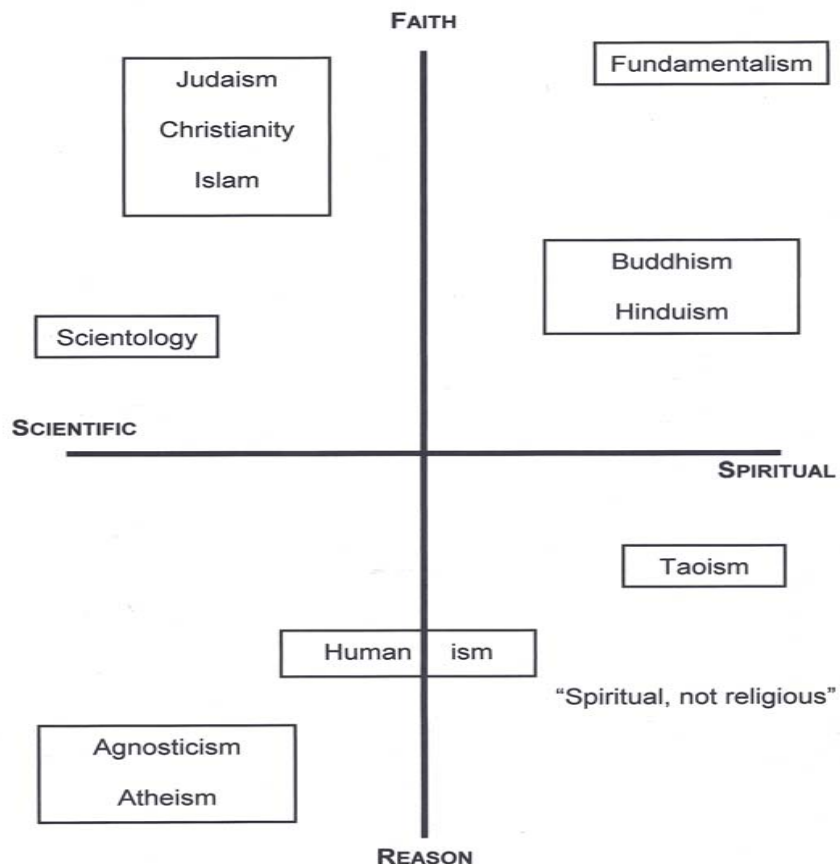 FAITH
Fundamentalism
Judaism
Christianity
Islam
Buddhism
Hinduism
Scientology
SCIENTIFIC
SPIRITUAL
Taoism
Human ism
“Spiritual, not religious”
Agnosticism
Atheism
REASON